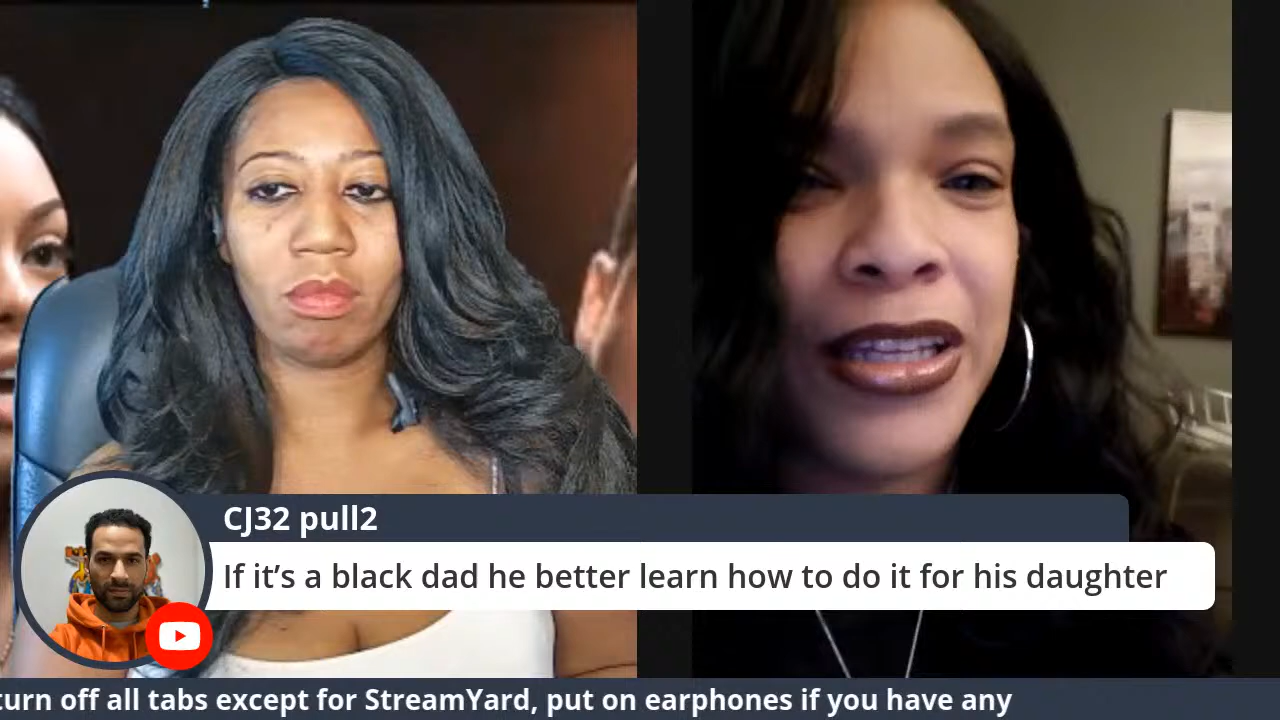 CJ32 pull2
If it’s a black dad he better learn how to do it for his daughter
turn off all tabs except for StreamYard, put on earphones if you have any